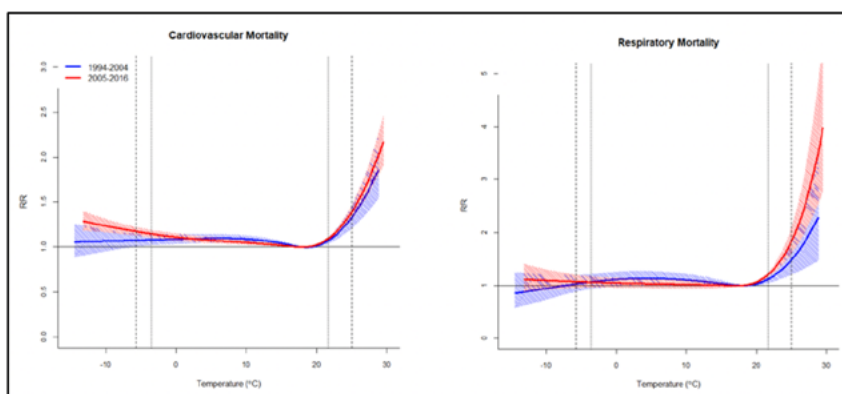 Cardiovascular Mortality
1994-2004
2005-2016
3.0
2.5
2.0
1.5
1.0
0.5
0.0
RR
-10 0 10 20 30
Temperature (°C)
Respiratory Mortality
5
4
3
2
1
0
RR
-10 0 10 20 30
Temperature (°C)